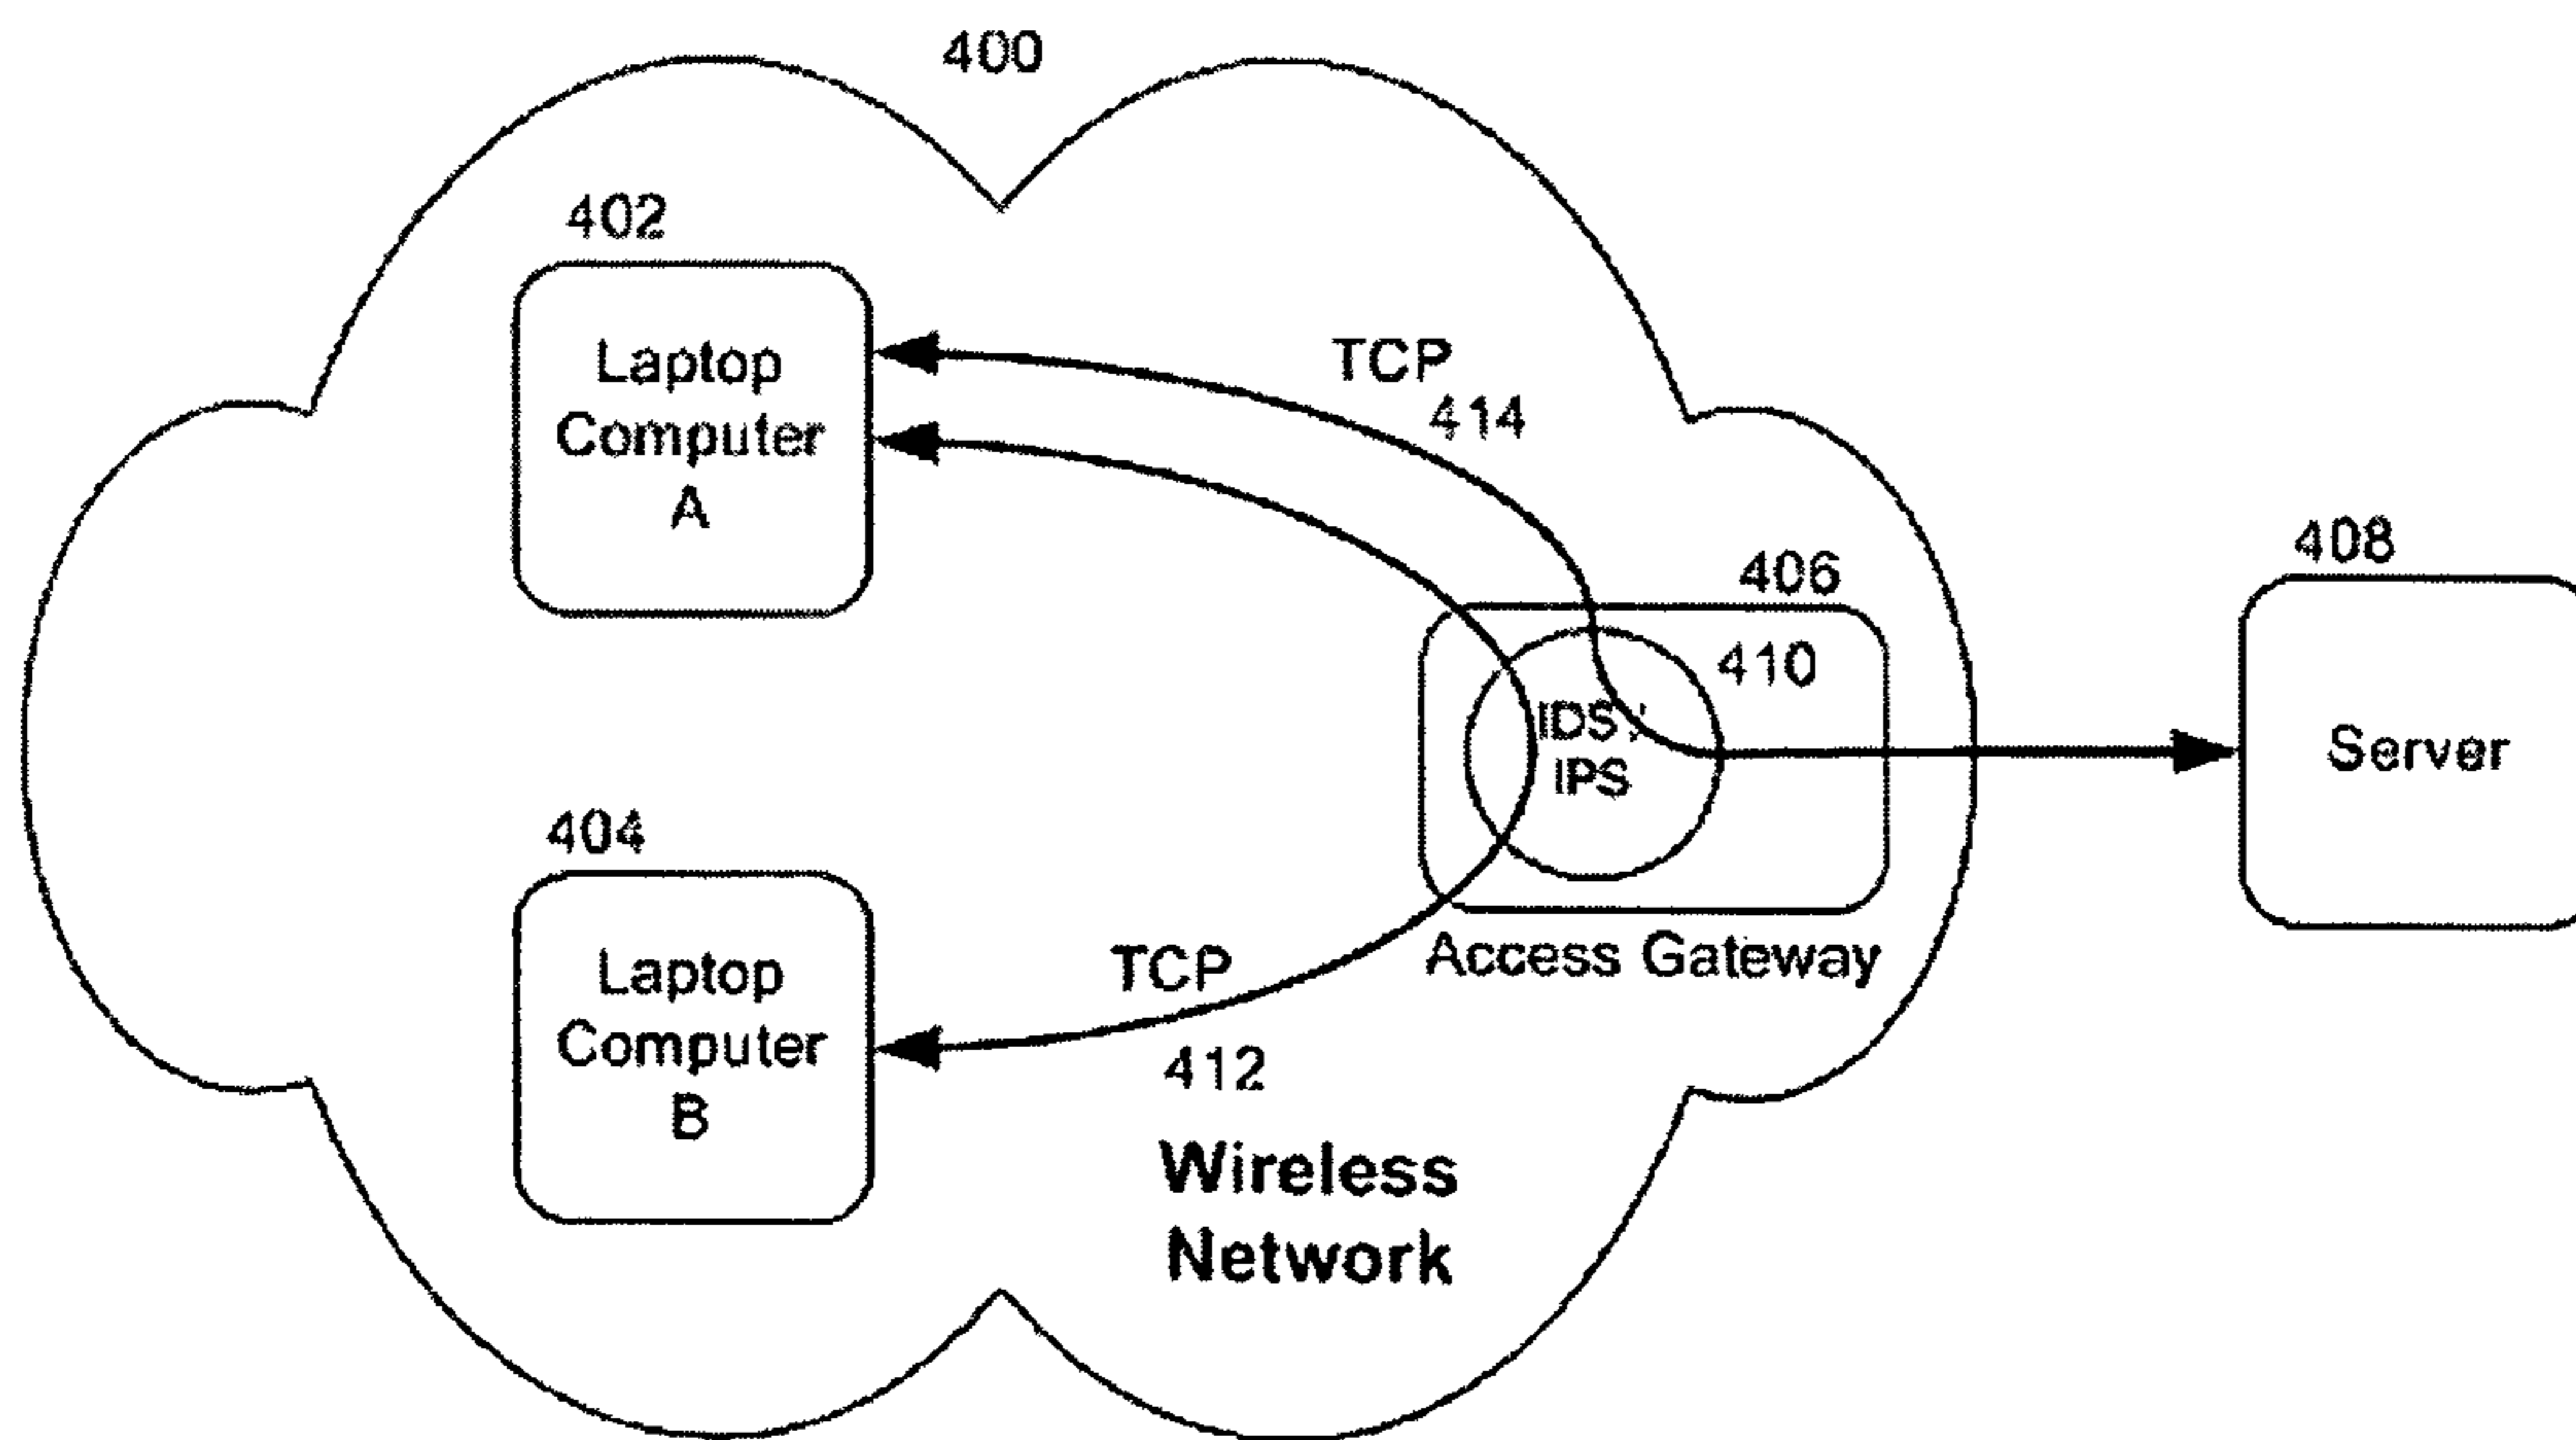 400
402
Laptop
Computer
A
TCP
414
406
410
IDS /
IPS
408
Server
Access Gateway
404
Laptop
Computer
B
TCP
412
Wireless
Network